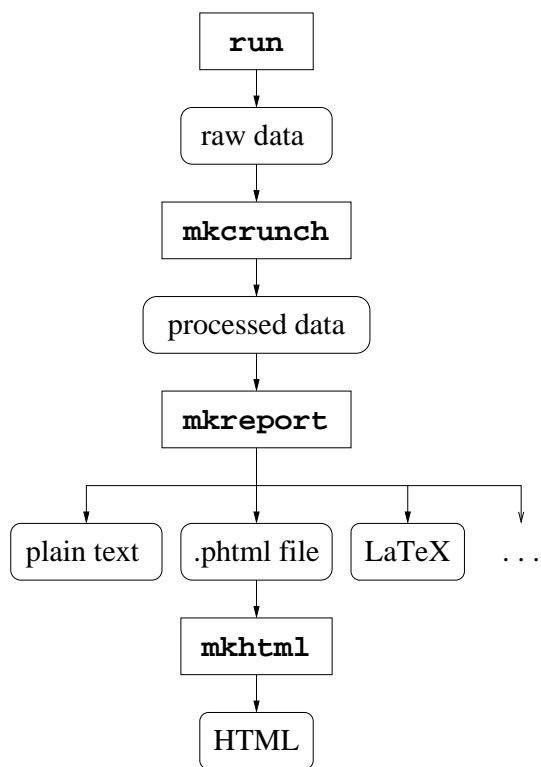 run
raw data
mkcrunch
processed data
mkreport
plain text .phtml file LaTeX . . .
mkhtml
HTML